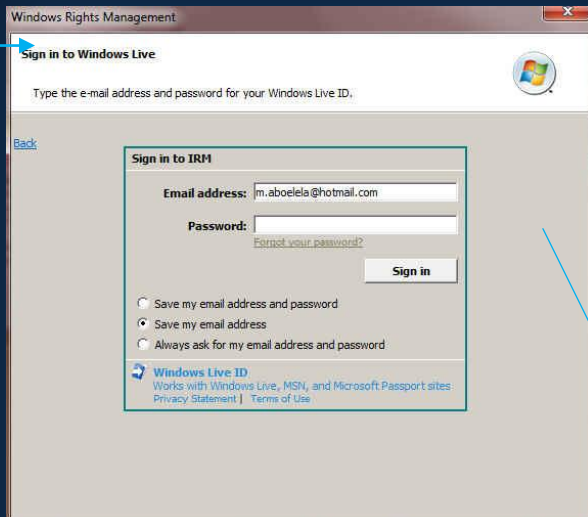 Windows Rights Management
Sign in to Windows Live
Type the e-mail address and password for your Windows Live ID.
Back
Sign in to IRM
Email address: m.aboelela@hotmail.com
Password:
Forgot your password?
Sign in
Save my email address and password
Save my email address
Always ask for my email address and password
Windows Live ID
Works with Windows Live, MSN, and Microsoft Passport sites
Privacy Statement | Terms of Use